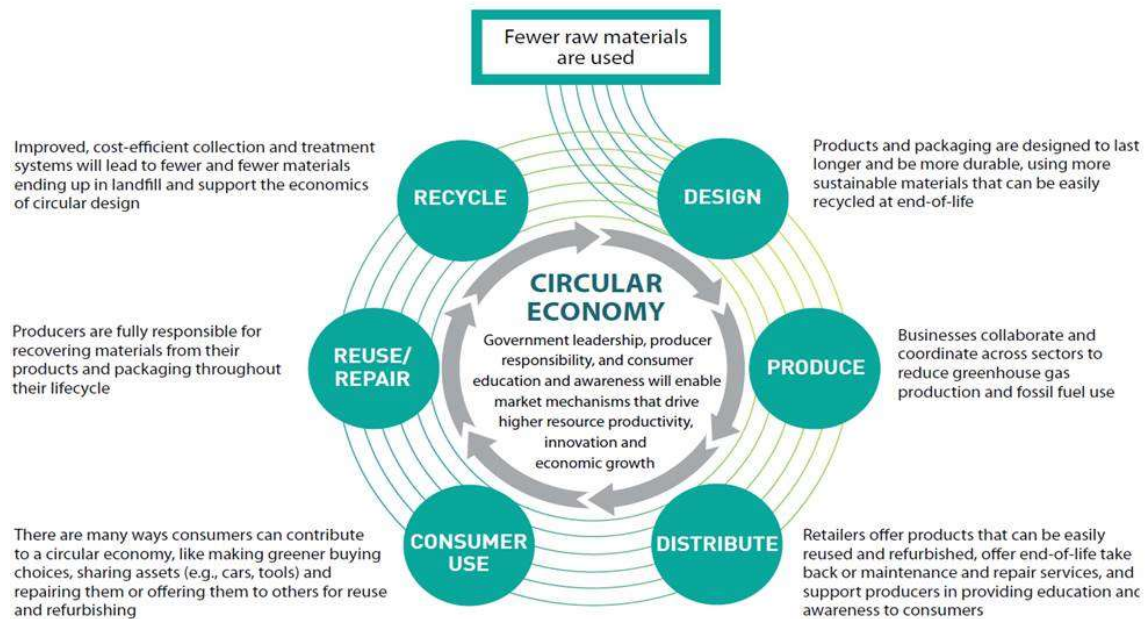 Fewer raw materials
are used
Improved, cost-efficient collection and treatment
systems will lead to fewer and fewer materials
ending up in landfill and support the economics
of circular design
RECYCLE
DESIGN
Products and packaging are designed to last
longer and be more durable, using more
sustainable materials that can be easily
recycled at end-of-life
CIRCULAR
ECONOMY
Government leadership, producer
responsibility, and consumer
education and awareness will enable
market mechanisms that drive
higher resource productivity,
innovation and
economic growth
Producers are fully responsible for
recovering materials from their
products and packaging throughout
their lifecycle
REUSE/
REPAIR
PRODUCE
Businesses collaborate and
coordinate across sectors to
reduce greenhouse gas
production and fossil fuel use
There are many ways consumers can contribute
to a circular economy, like making greener buying
choices, sharing assets (e.g., cars, tools) and
repairing them or offering them to others for reuse
and refurbishing
CONSUMER
USE
DISTRIBUTE
Retailers offer products that can be easily
reused and refurbished, offer end-of-life take
back or maintenance and repair services, and
support producers in providing education and
awareness to consumers